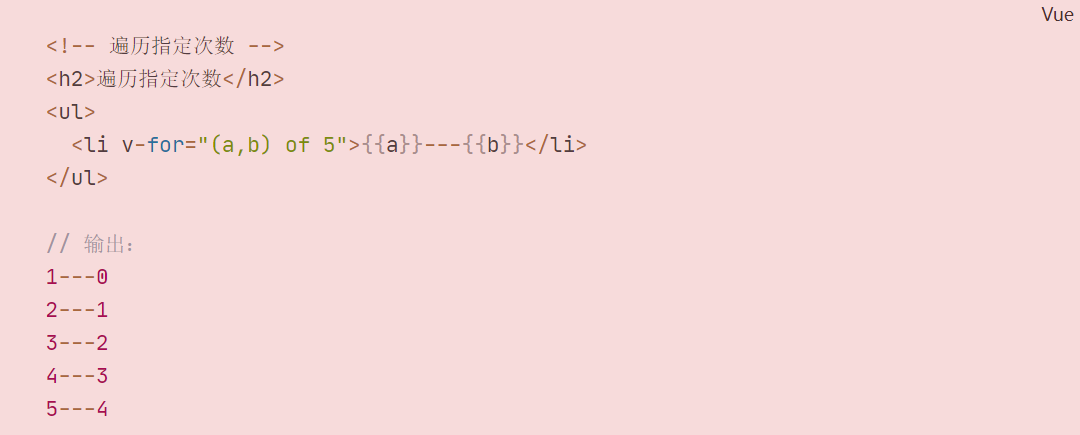 Vue
<!-- 遍历指定次数 -->
<h2>遍历指定次数</h2>
<ul>
  <li v-for="(a,b) of 5">{{a}}---{{b}}</li>
</ul>
// 输出：
1---0
2---1
3---2
4---3
5---4